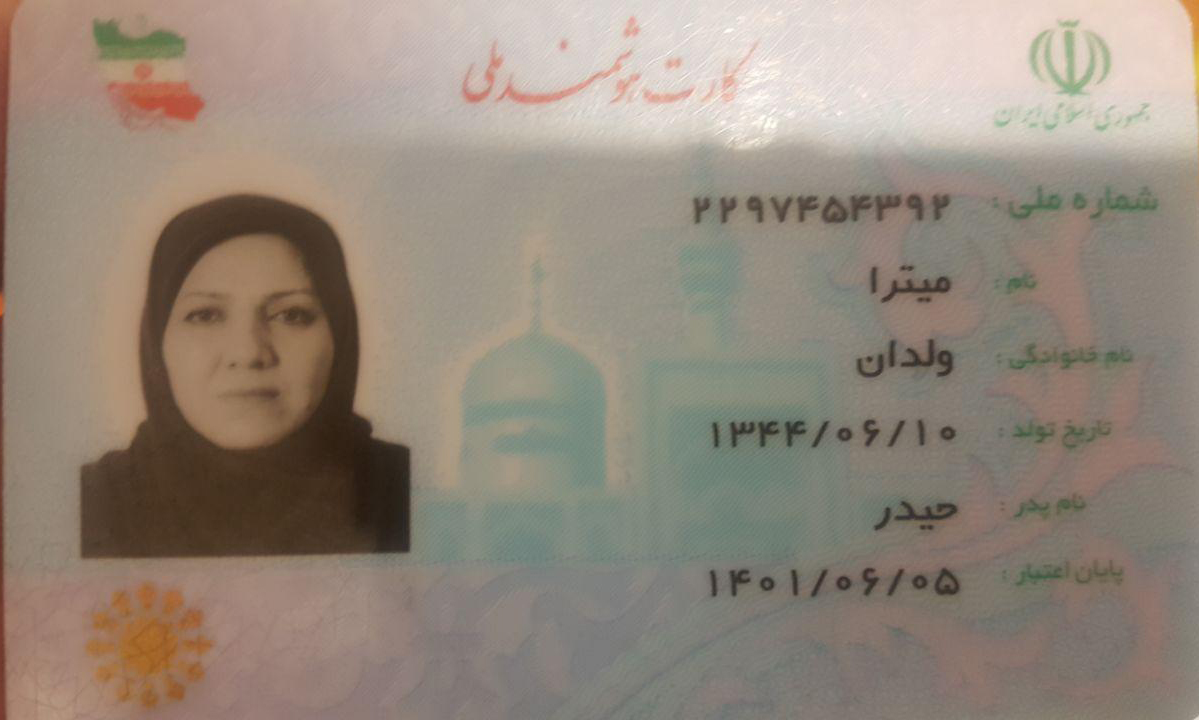 کارت هوشمند ملی
جمهوری اسلامی ایران
شماره ملی : ۲۲۹۷۴۵۴۳۹۲
نام : میترا
نام خانوادگی : ولدان
تاریخ تولد : ۱۳۴۴/۰۶/۱۰
نام پدر : حیدر
پایان اعتبار : ۱۴۰۱/۰۶/۰۵